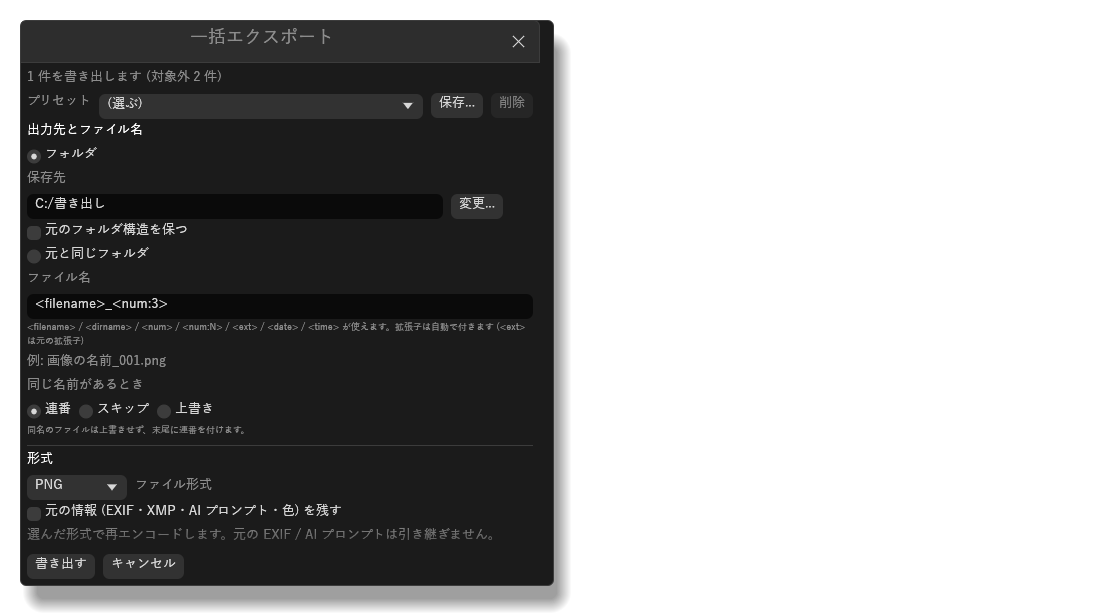 一括エクスポート
1 件を書き出します (対象外 2 件)
プリセット (選ぶ) 保存... 削除
出力先とファイル名
フォルダ
保存先
C:/書き出し 変更...
元のフォルダ構造を保つ
元と同じフォルダ
ファイル名
<filename>_<num:3>
<filename> / <dirname> / <num> / <num:N> / <ext> / <date> / <time> が使えます。拡張子は自動で付きます (<ext>
は元の拡張子)
例: 画像の名前_001.png
同じ名前があるとき
連番 スキップ 上書き
同名のファイルは上書きせず、末尾に連番を付けます。
形式
PNG ファイル形式
元の情報 (EXIF・XMP・AI プロンプト・色) を残す
選んだ形式で再エンコードします。元の EXIF / AI プロンプトは引き継ぎません。
書き出す キャンセル